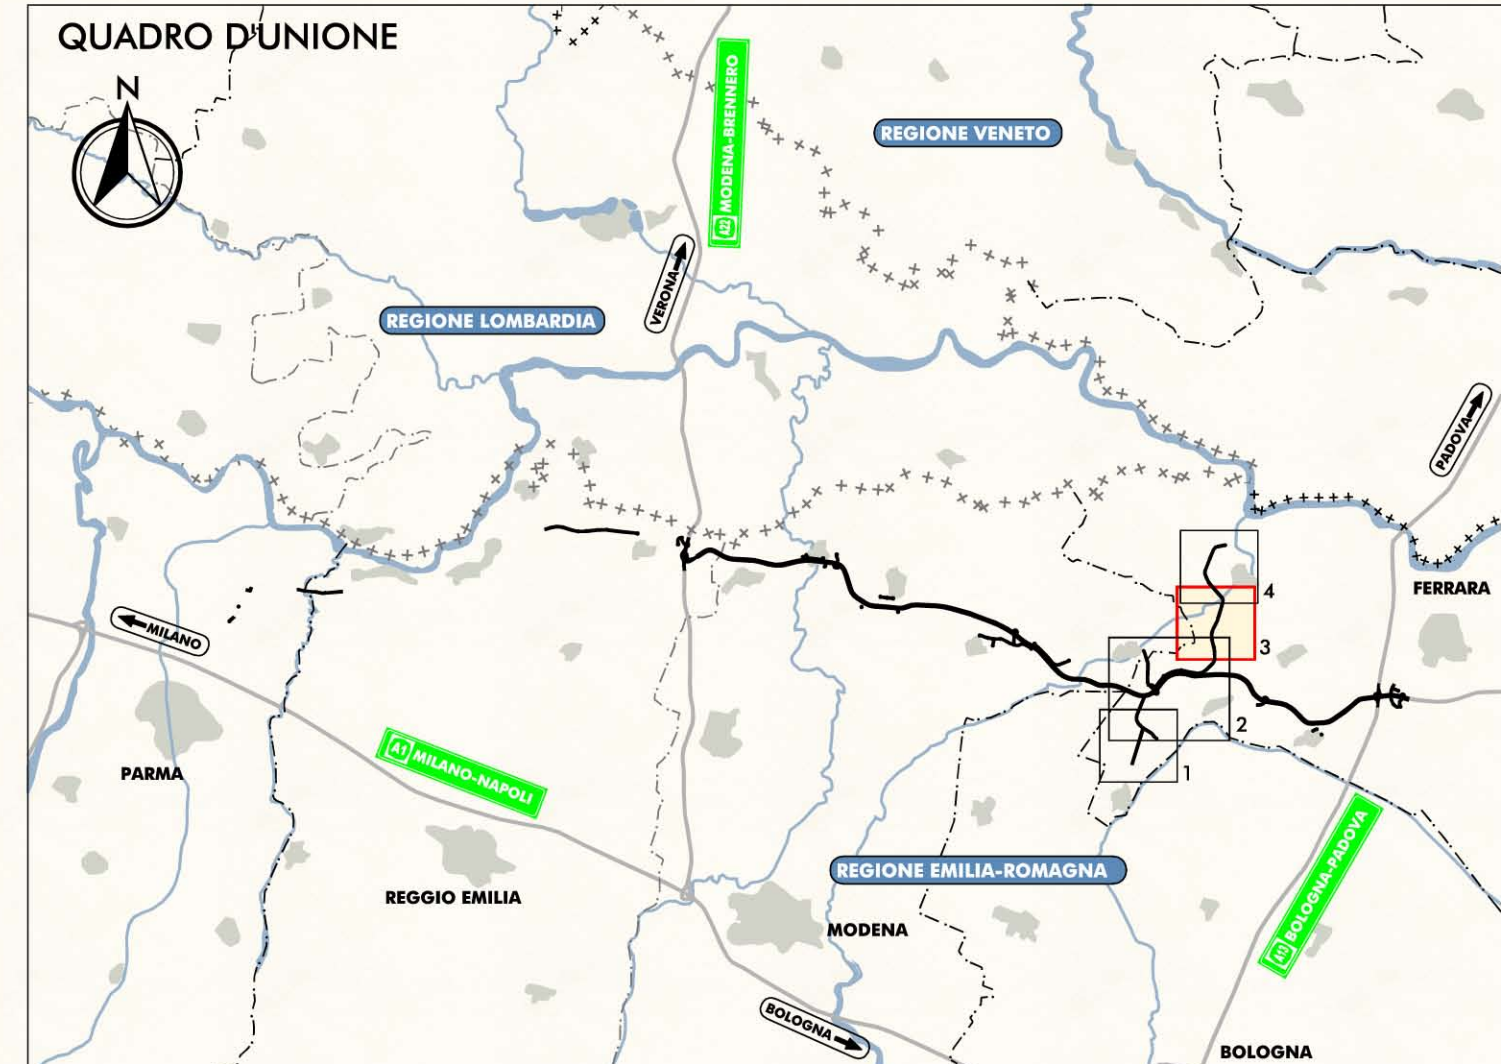 QUADRO D'UNIONE
N
A22 MODENA-BRENNERO
REGIONE VENETO
VERONA
REGIONE LOMBARDIA
PADOVA
FERRARA
4
3
MILANO
2
1
PARMA
A1 MILANO-NAPOLI
REGGIO EMILIA
REGIONE EMILIA-ROMAGNA
A13 BOLOGNA-PADOVA
MODENA
BOLOGNA
BOLOGNA